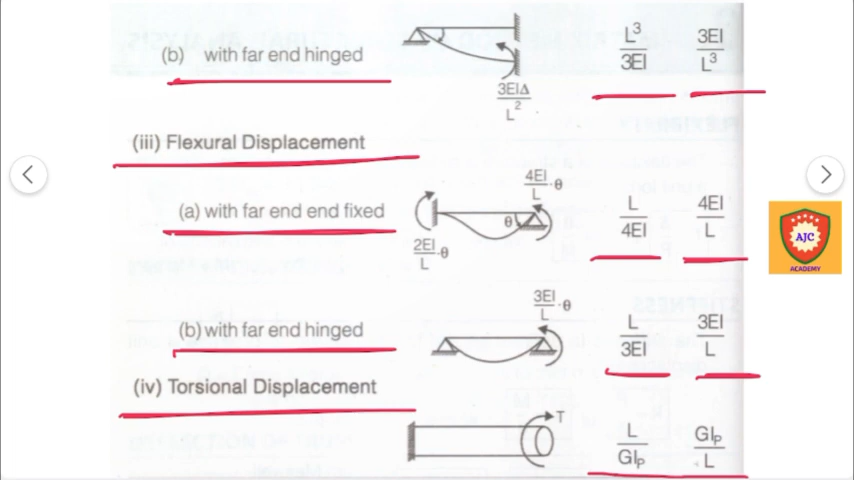 (b) with far end hinged
L³/3EI 3EI/L³
3EIΔ/L²
(iii) Flexural Displacement
4EI/L·θ
(a) with far end end fixed
θ
L/4EI 4EI/L
2EI/L·θ
AJC
ACADEMY
3EI/L·θ
(b) with far end hinged
L/3EI 3EI/L
(iv) Torsional Displacement
T
L/GIₚ GIₚ/L